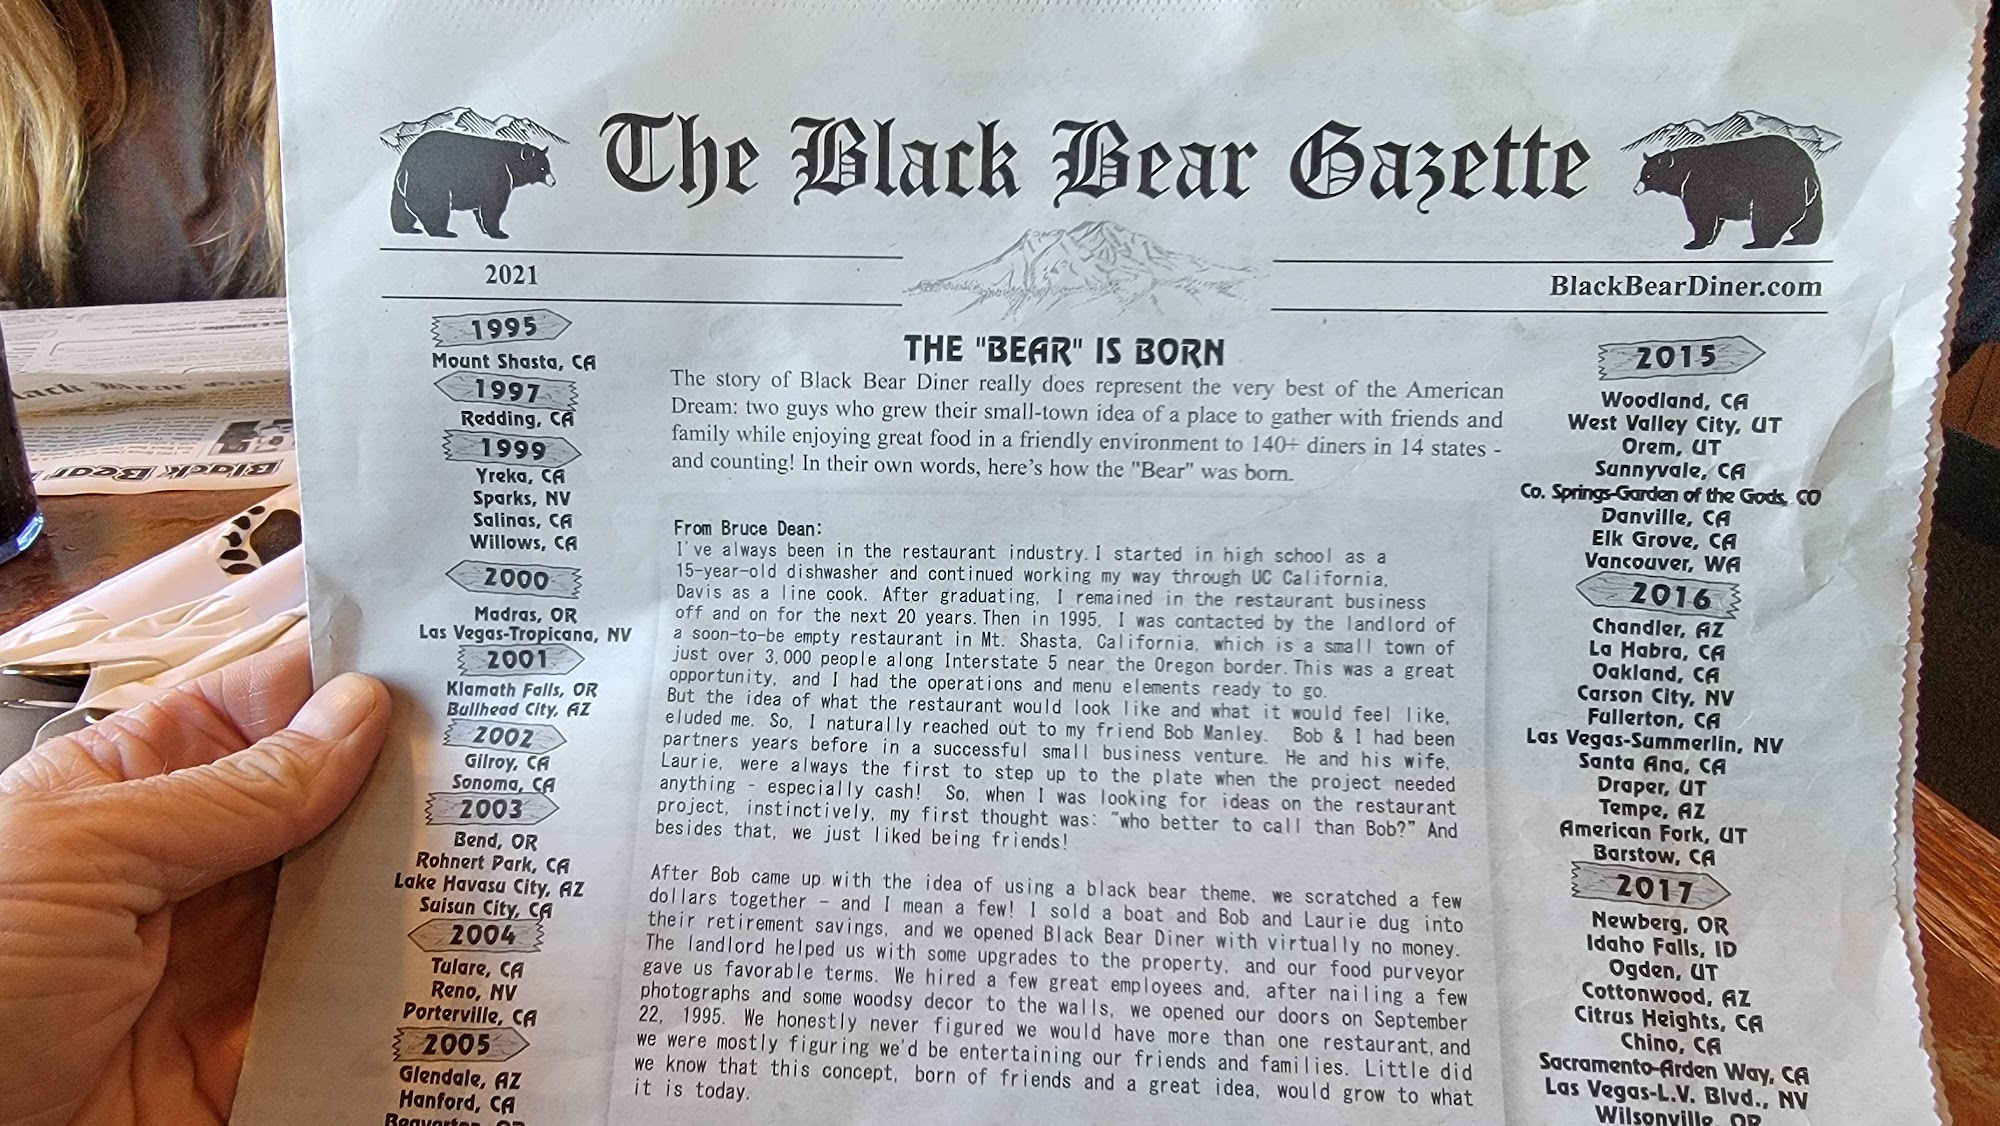 The Black Bear Gazette
2021
BlackBearDiner.com
1995
Mount Shasta, CA
1997
Redding, CA
1999
Yreka, CA
Sparks, NV
Salinas, CA
Willows, CA
2000
Madras, OR
Las Vegas-Tropicana, NV
2001
Klamath Falls, OR
Bullhead City, AZ
2002
Gilroy, CA
Sonoma, CA
2003
Bend, OR
Rohnert Park, CA
Lake Havasu City, AZ
Suisun City, CA
2004
Tulare, CA
Reno, NV
Porterville, CA
2005
Glendale, AZ
Hanford, CA
Beaverton, OR
THE "BEAR" IS BORN
The story of Black Bear Diner really does represent the very best of the American
Dream: two guys who grew their small-town idea of a place to gather with friends and
family while enjoying great food in a friendly environment to 140+ diners in 14 states -
and counting! In their own words, here's how the "Bear" was born.
From Bruce Dean:
I've always been in the restaurant industry. I started in high school as a
15-year-old dishwasher and continued working my way through UC California,
Davis as a line cook. After graduating, I remained in the restaurant business
off and on for the next 20 years. Then in 1995, I was contacted by the landlord of
a soon-to-be empty restaurant in Mt. Shasta, California, which is a small town of
just over 3,000 people along Interstate 5 near the Oregon border. This was a great
opportunity, and I had the operations and menu elements ready to go.
But the idea of what the restaurant would look like and what it would feel like,
eluded me. So, I naturally reached out to my friend Bob Manley. Bob & I had been
partners years before in a successful small business venture. He and his wife,
Laurie, were always the first to step up to the plate when the project needed
anything - especially cash! So, when I was looking for ideas on the restaurant
project, instinctively, my first thought was: "who better to call than Bob?" And
besides that, we just liked being friends!
After Bob came up with the idea of using a black bear theme, we scratched a few
dollars together – and I mean a few! I sold a boat and Bob and Laurie dug into
their retirement savings, and we opened Black Bear Diner with virtually no money.
The landlord helped us with some upgrades to the property, and our food purveyor
gave us favorable terms. We hired a few great employees and, after nailing a few
photographs and some woodsy decor to the walls, we opened our doors on September
22, 1995. We honestly never figured we would have more than one restaurant, and
we were mostly figuring we'd be entertaining our friends and families. Little did
we know that this concept, born of friends and a great idea, would grow to what
it is today.
2015
Woodland, CA
West Valley City, UT
Orem, UT
Sunnyvale, CA
Co. Springs-Garden of the Gods, CO
Danville, CA
Elk Grove, CA
Vancouver, WA
2016
Chandler, AZ
La Habra, CA
Oakland, CA
Carson City, NV
Fullerton, CA
Las Vegas-Summerlin, NV
Santa Ana, CA
Draper, UT
Tempe, AZ
American Fork, UT
Barstow, CA
2017
Newberg, OR
Idaho Falls, ID
Ogden, UT
Cottonwood, AZ
Citrus Heights, CA
Chino, CA
Sacramento-Arden Way, CA
Las Vegas-L.V. Blvd., NV
Wilsonville, OR
Black Bear